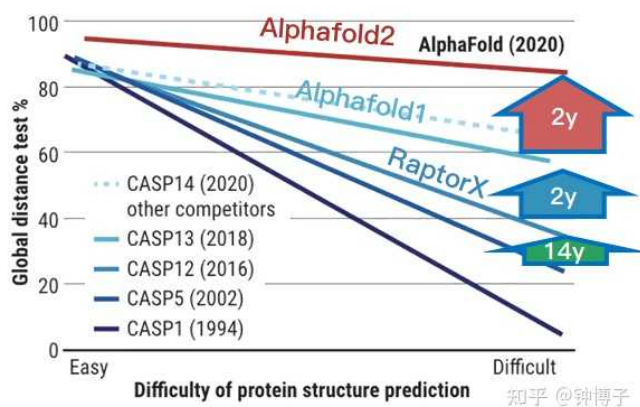 100
80
60
40
20
0
Global distance test %
Alphafold2
AlphaFold (2020)
Alphafold1
RaptorX
2y
2y
14y
CASP14 (2020)
other competitors
CASP13 (2018)
CASP12 (2016)
CASP5 (2002)
CASP1 (1994)
Easy
Difficult
Difficulty of protein structure prediction
知乎 @钟博子